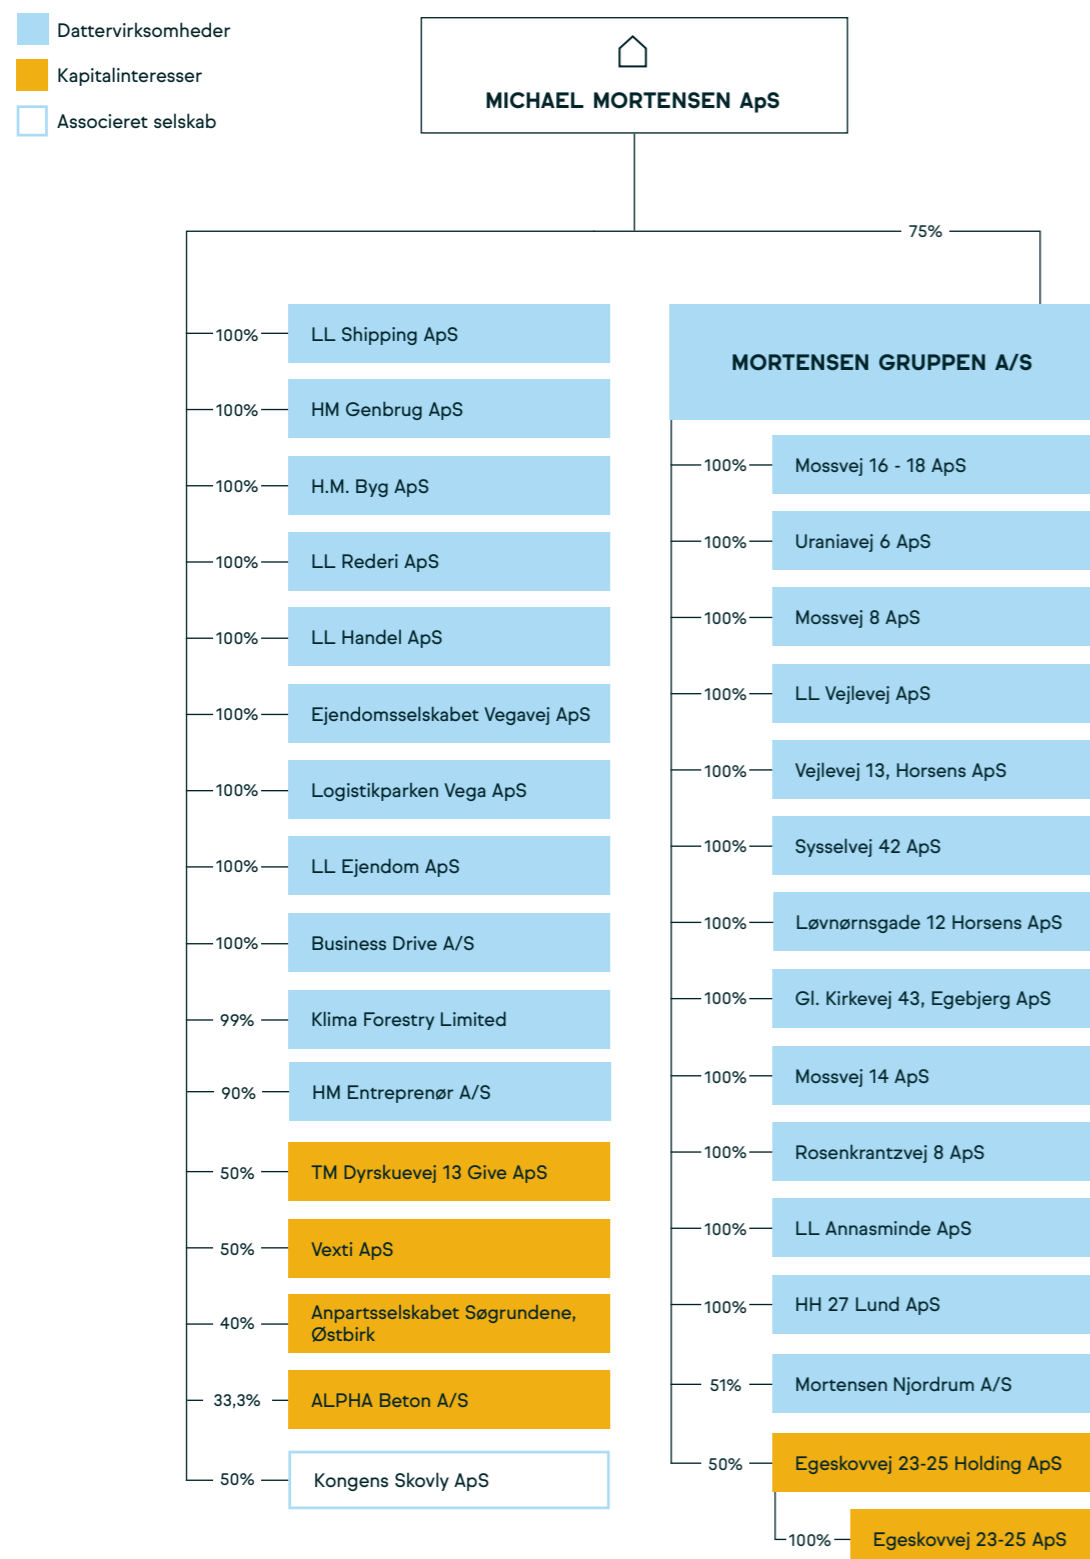 Dattervirksomheder
Kapitalinteresser
Associeret selskab
MICHAEL MORTENSEN ApS
75%
100%
LL Shipping ApS
100%
HM Genbrug ApS
100%
H.M. Byg ApS
100%
LL Rederi ApS
100%
LL Handel ApS
100%
Ejendomsselskabet Vegavej ApS
100%
Logistikparken Vega ApS
100%
LL Ejendom ApS
100%
Business Drive A/S
99%
Klima Forestry Limited
90%
HM Entreprenør A/S
50%
TM Dyrskuevej 13 Give ApS
50%
Vexti ApS
40%
Anpartsselskabet Søgrundene,
Østbirk
33,3%
ALPHA Beton A/S
50%
Kongens Skovly ApS
MORTENSEN GRUPPEN A/S
100%
Mossvej 16 - 18 ApS
100%
Uraniavej 6 ApS
100%
Mossvej 8 ApS
100%
LL Vejlevej ApS
100%
Vejlevej 13, Horsens ApS
100%
Sysselvej 42 ApS
100%
Løvnørnsgade 12 Horsens ApS
100%
Gl. Kirkevej 43, Egebjerg ApS
100%
Mossvej 14 ApS
100%
Rosenkrantzvej 8 ApS
100%
LL Annasminde ApS
100%
HH 27 Lund ApS
51%
Mortensen Njordrum A/S
50%
Egeskovvej 23-25 Holding ApS
100%
Egeskovvej 23-25 ApS